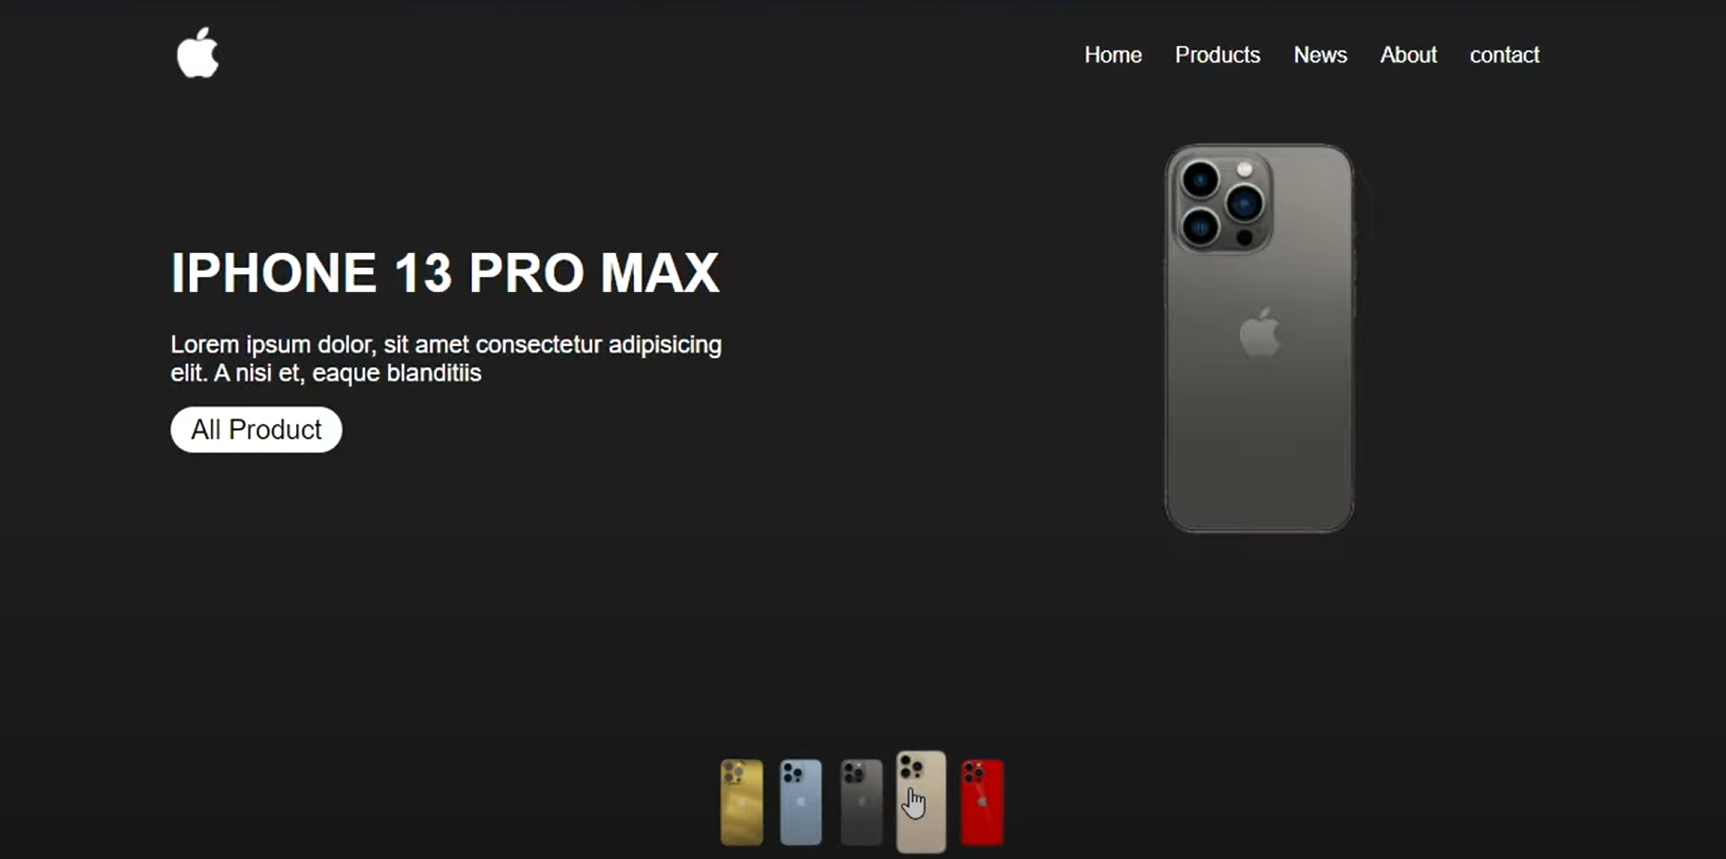 Home Products News About contact
IPHONE 13 PRO MAX
Lorem ipsum dolor, sit amet consectetur adipisicing
elit. A nisi et, eaque blanditiis
All Product